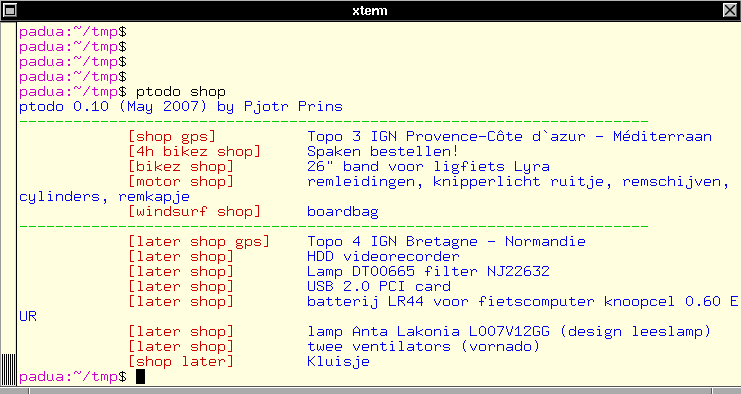 xterm
padua:~/tmp$
padua:~/tmp$
padua:~/tmp$
padua:~/tmp$
padua:~/tmp$ ptodo shop
ptodo 0.10 (May 2007) by Pjotr Prins
----------------------------------------------------------------------
[shop gps] Topo 3 IGN Provence-Côte d`azur - Méditerraan
[4h bikez shop] Spaken bestellen!
[bikez shop] 26" band voor ligfiets Lyra
[motor shop] remleidingen, knipperlicht ruitje, remschijven,
cylinders, remkapje
[windsurf shop] boardbag
----------------------------------------------------------------------
[later shop gps] Topo 4 IGN Bretagne - Normandie
[later shop] HDD videorecorder
[later shop] Lamp DT00665 filter NJ22632
[later shop] USB 2.0 PCI card
[later shop] batterij LR44 voor fietscomputer knoopcel 0.60 E
UR
[later shop] lamp Anta Lakonia L007V12GG (design leeslamp)
[later shop] twee ventilators (vornado)
[shop later] Kluisje
padua:~/tmp$